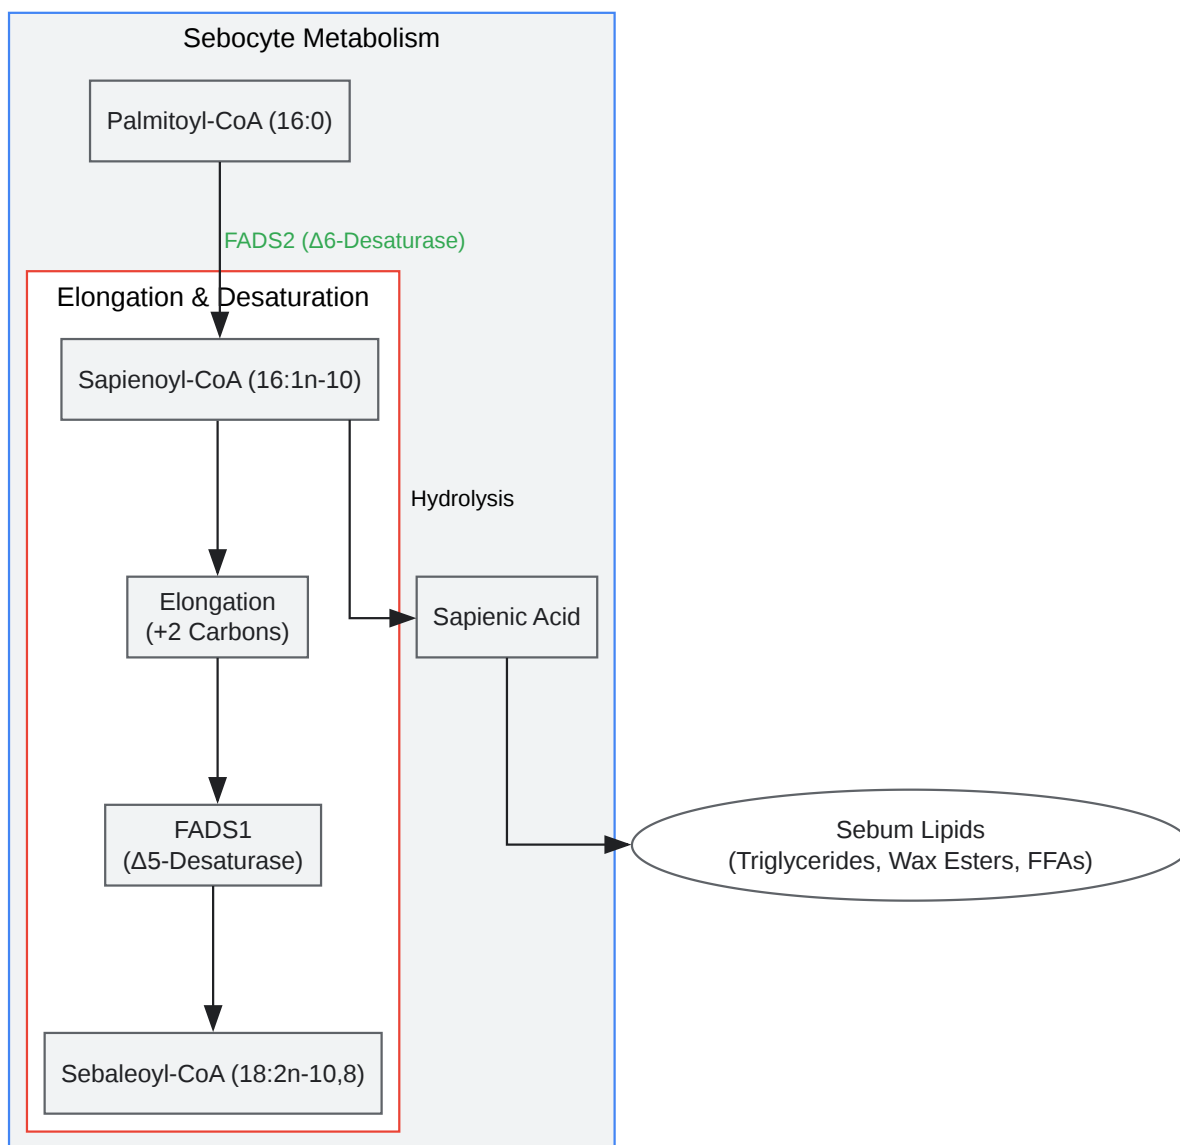 Sebocyte Metabolism
Palmitoyl-CoA (16:0)
FADS2 (Δ6-Desaturase)
Elongation & Desaturation
Sapienoyl-CoA (16:1n-10)
Hydrolysis
Elongation
(+2 Carbons)
Sapienic Acid
FADS1
(Δ5-Desaturase)
Sebum Lipids
(Triglycerides, Wax Esters, FFAs)
Sebaleoyl-CoA (18:2n-10,8)